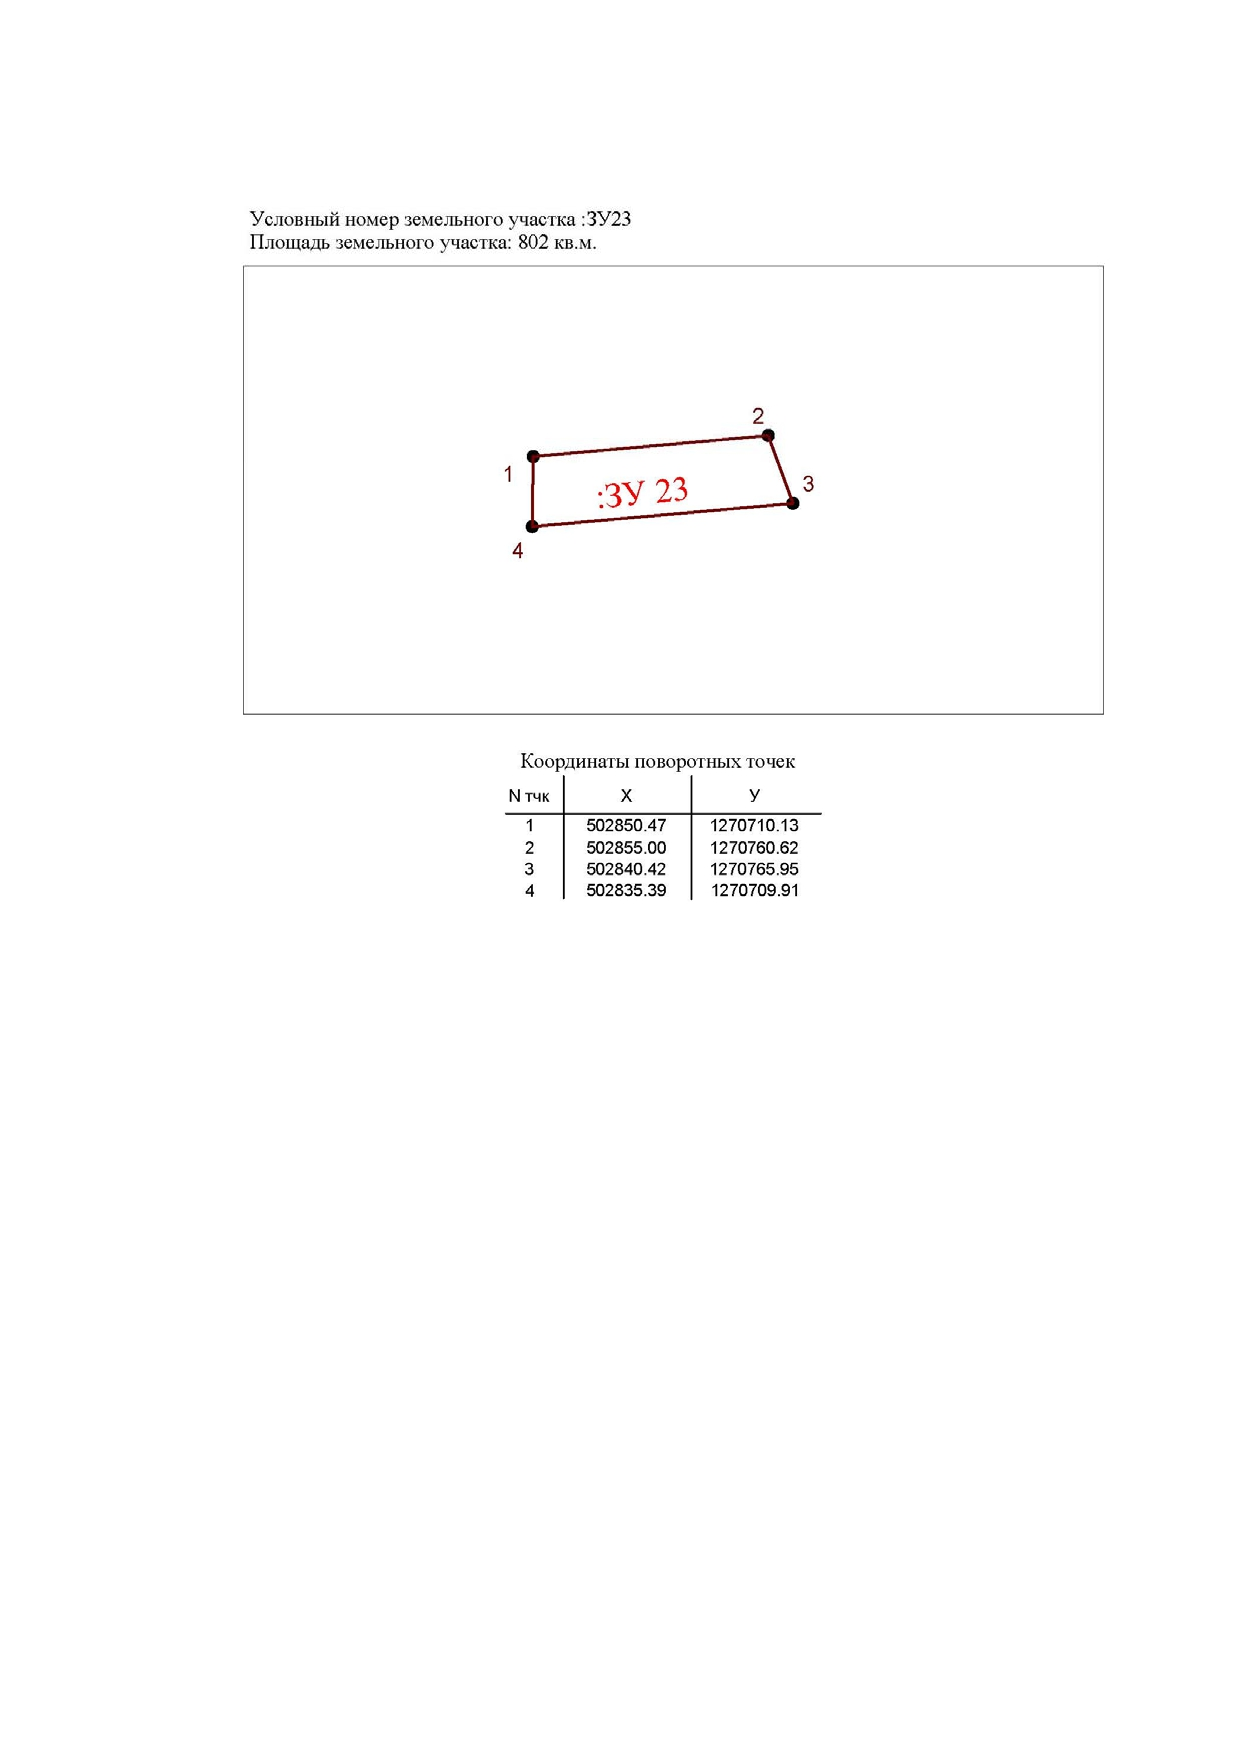 Условный номер земельного участка :ЗУ23
Площадь земельного участка: 802 кв.м.
2
1
3
:ЗУ 23
4
Координаты поворотных точек
N тчк X У
1 502850.47 1270710.13
2 502855.00 1270760.62
3 502840.42 1270765.95
4 502835.39 1270709.91